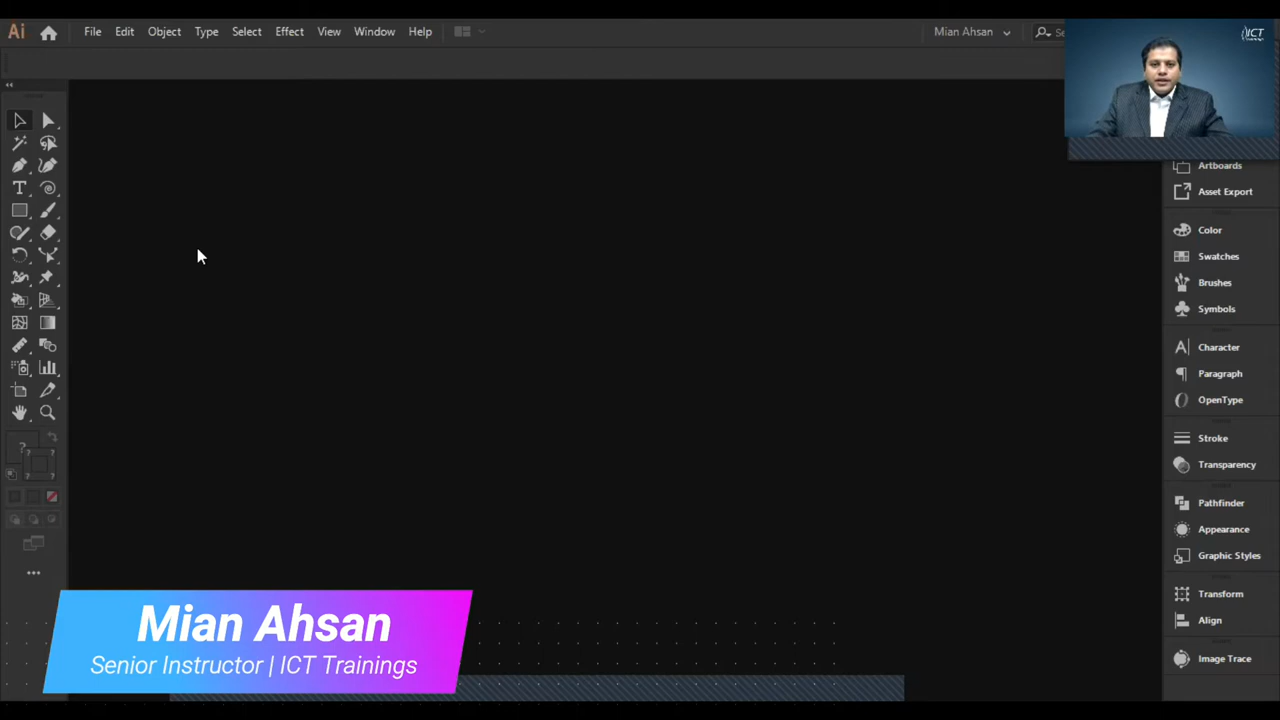 Ai File Edit Object Type Select Effect View Window Help Mian Ahsan Se
ICT
Artboards
Asset Export
Color
Swatches
Brushes
Symbols
Character
Paragraph
OpenType
Stroke
Transparency
Pathfinder
Appearance
Graphic Styles
Transform
Align
Image Trace
Mian Ahsan
Senior Instructor | ICT Trainings